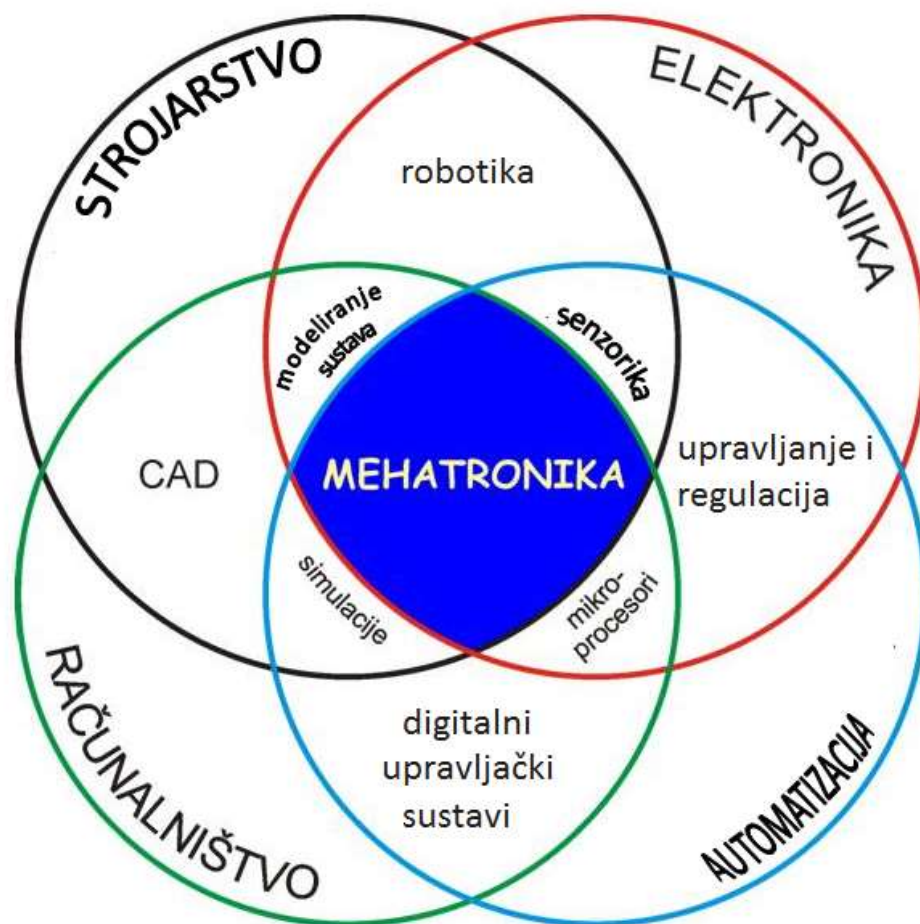 STROJARSTVO
ELEKTRONIKA
robotika
modeliranje
sustava
senzorika
CAD
MEHATRONIKA
upravljanje i
regulacija
simulacije
mikro-
procesori
digitalni
upravljački
sustavi
RAČUNALNIŠTVO
AUTOMATIZACIJA